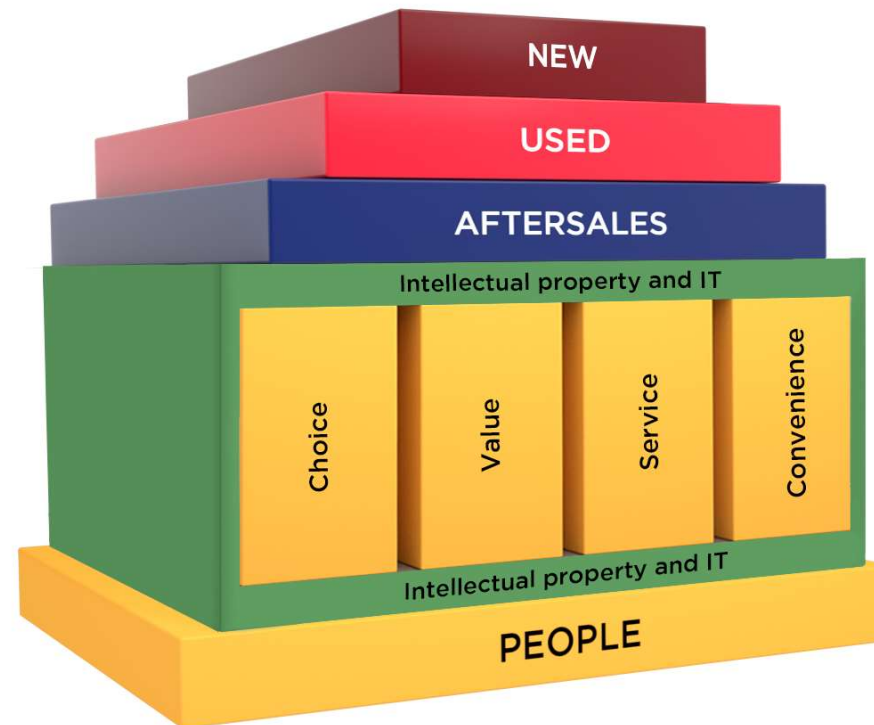 NEW
USED
AFTERSALES
Intellectual property and IT
Choice
Value
Service
Convenience
Intellectual property and IT
PEOPLE